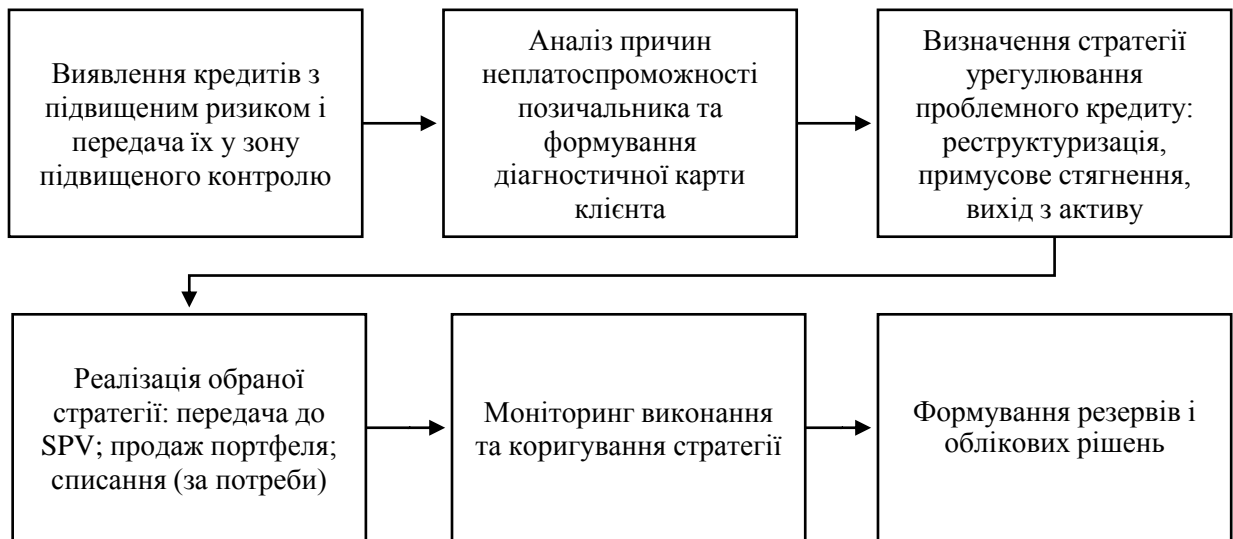 Виявлення кредитів з
підвищеним ризиком і
передача їх у зону
підвищеного контролю
Аналіз причин
неплатоспроможності
позичальника та
формування
діагностичної карти
клієнта
Визначення стратегії
урегулювання
проблемного кредиту:
реструктуризація,
примусове стягнення,
вихід з активу
Реалізація обраної
стратегії: передача до
SPV; продаж портфеля;
списання (за потреби)
Моніторинг виконання
та коригування стратегії
Формування резервів і
облікових рішень